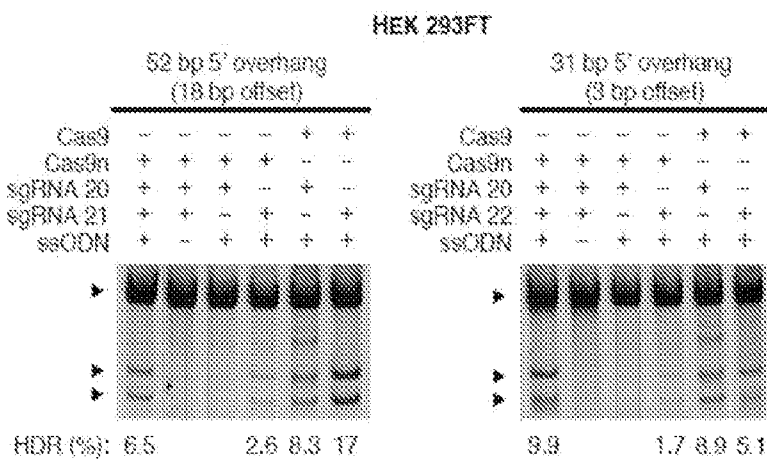 HEK 293FT
52 bp 5' overhang
(18 bp offset)
Cas9 - - - - + +
Cas9n + + + + - -
sgRNA 20 + + + - + -
sgRNA 21 + + - + - +
ssODN + - + + + +
HDR (%): 6.5 2.6 8.3 17
31 bp 5' overhang
(3 bp offset)
Cas9 - - - - + +
Cas9n + + + + - -
sgRNA 20 + + + - + -
sgRNA 22 + + - + - +
ssODN + - + + + +
9.9 1.7 8.9 5.1